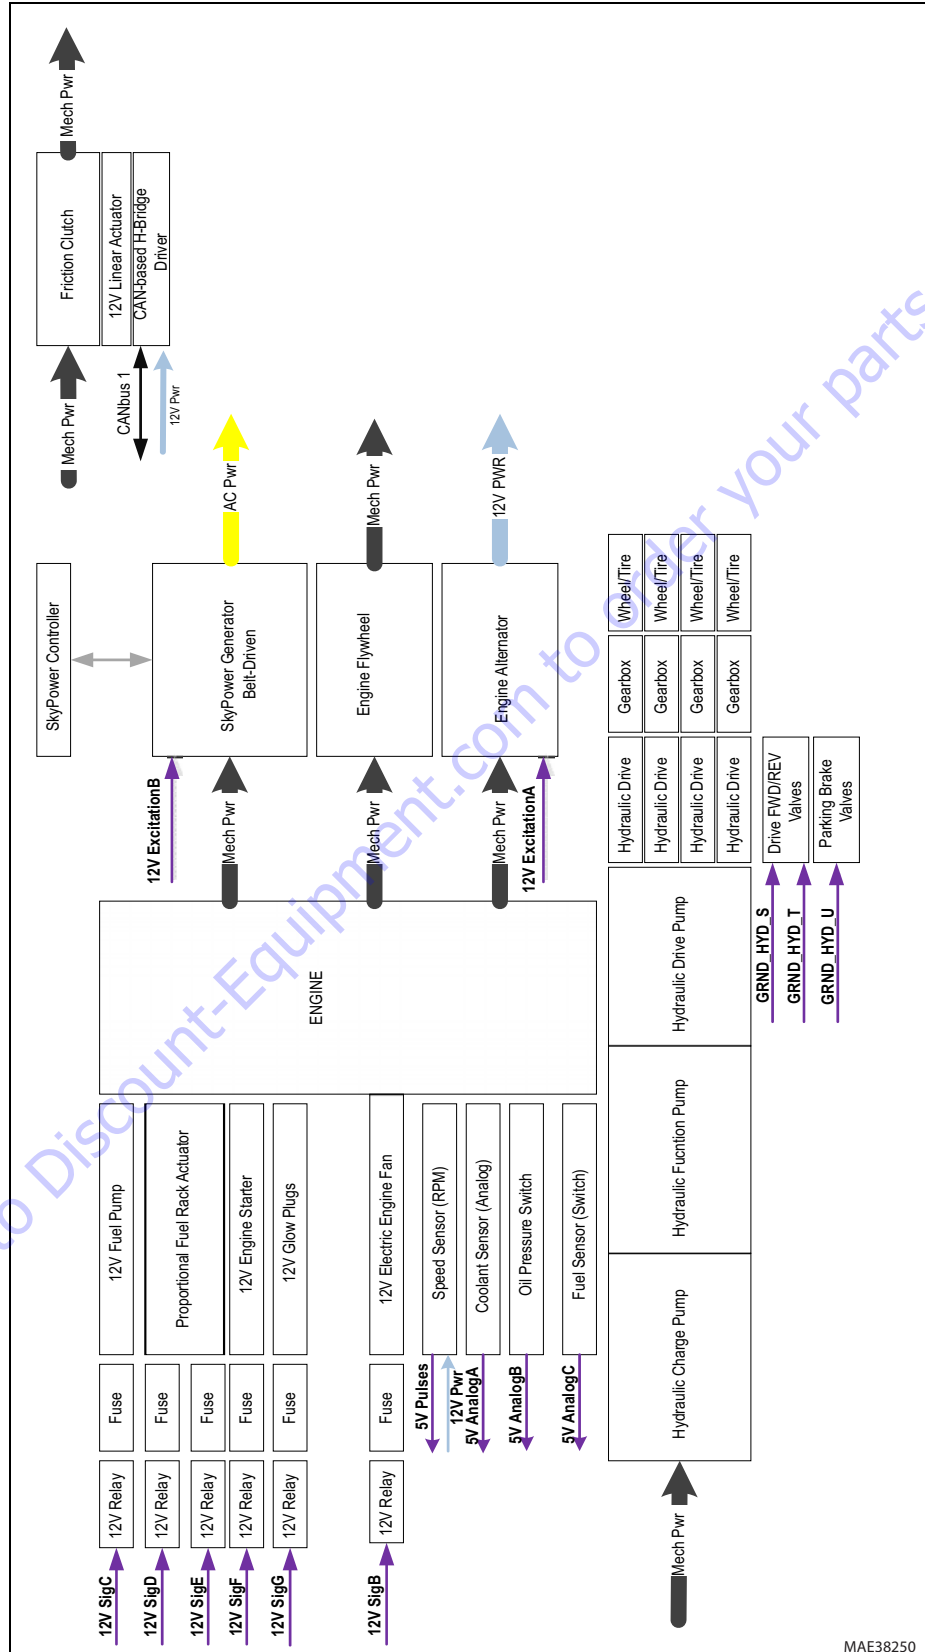 Mech Pwr
Friction Clutch
12V Linear Actuator
CAN-based H-Bridge
Driver
Mech Pwr
CANbus 1
12V Pwr
SkyPower Controller
SkyPower Generator
Belt-Driven
12V ExcitationB
AC Pwr
Mech Pwr
Engine Flywheel
Mech Pwr
Mech Pwr
Engine Alternator
12V PWR
Mech Pwr
12V ExcitationA
ENGINE
12V Fuel Pump
Proportional Fuel Rack Actuator
12V Engine Starter
12V Glow Plugs
12V Electric Engine Fan
Speed Sensor (RPM)
Coolant Sensor (Analog)
Oil Pressure Switch
Fuel Sensor (Switch)
Fuse
Fuse
Fuse
Fuse
Fuse
Fuse
5V Pulses
12V Pwr
5V AnalogA
5V AnalogB
5V AnalogC
12V Relay
12V Relay
12V Relay
12V Relay
12V Relay
12V Relay
12V SigC
12V SigD
12V SigE
12V SigF
12V SigG
12V SigB
Wheel/Tire
Wheel/Tire
Wheel/Tire
Wheel/Tire
Gearbox
Gearbox
Gearbox
Gearbox
Hydraulic Drive
Hydraulic Drive
Hydraulic Drive
Hydraulic Drive
Drive FWD/REV
Valves
Parking Brake
Valves
GRND_HYD_S
GRND_HYD_T
GRND_HYD_U
Hydraulic Drive Pump
Hydraulic Fucntion Pump
Hydraulic Charge Pump
Mech Pwr
to Discount-Equipment.com to order your parts
MAE38250